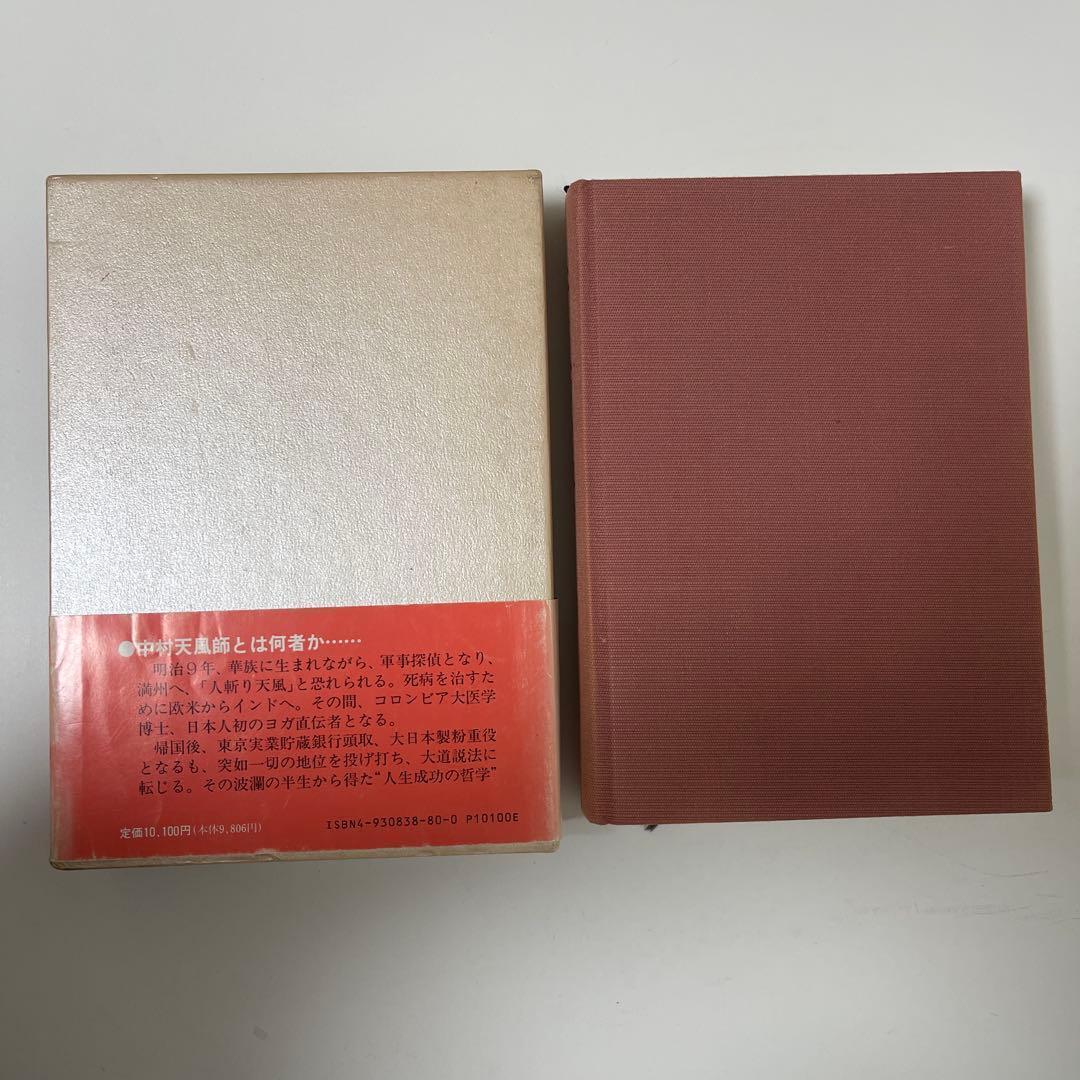 ●中村天風師とは何者か……
明治9年、華族に生まれながら、軍事探偵となり、
満州へ、「人斬り天風」と恐れられる。死病を治すた
めに欧米からインドへ。その間、コロンビア大医学
博士、日本人初のヨガ直伝者となる。
帰国後、東京実業貯蔵銀行頭取、大日本製粉重役
となるも、突如一切の地位を投げ打ち、大道説法に
転じる。その波瀾の半生から得た“人生成功の哲学”
定価10,100円(本体9,806円)
ISBN4-930838-80-0 P10100E